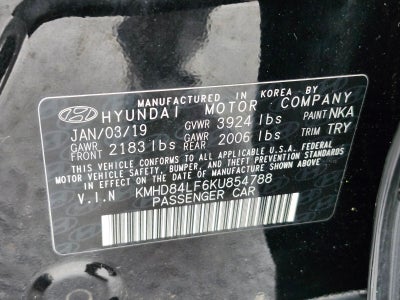 MANUFACTURED IN KOREA BY
HYUNDAI MOTOR COMPANY
JAN/03/19 GVWR 3924 lbs PAINT NKA
GAWR FRONT 2183 lbs GAWR REAR 2006 lbs TRIM TRY
THIS VEHICLE CONFORMS TO ALL APPLICABLE U.S.A. FEDERAL
MOTOR VEHICLE SAFETY, BUMPER, AND THEFT PREVENTION STANDARDS
IN EFFECT ON THE DATE OF MANUFACTURE SHOWN ABOVE.
V.I.N KMHD84LF6KU854788
PASSENGER CAR